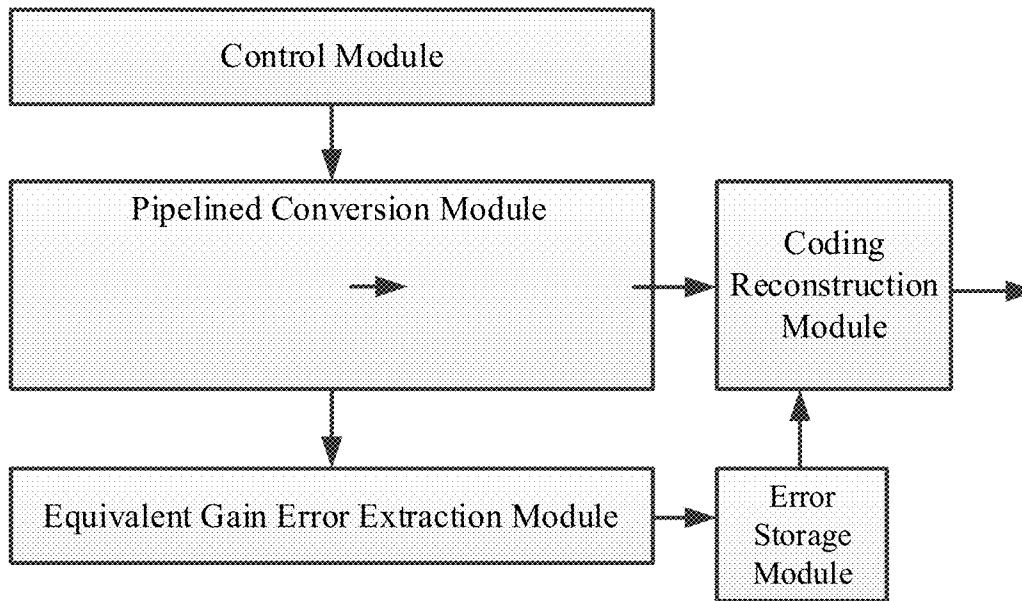 Control Module
Pipelined Conversion Module
Coding
Reconstruction
Module
Equivalent Gain Error Extraction Module
Error
Storage
Module